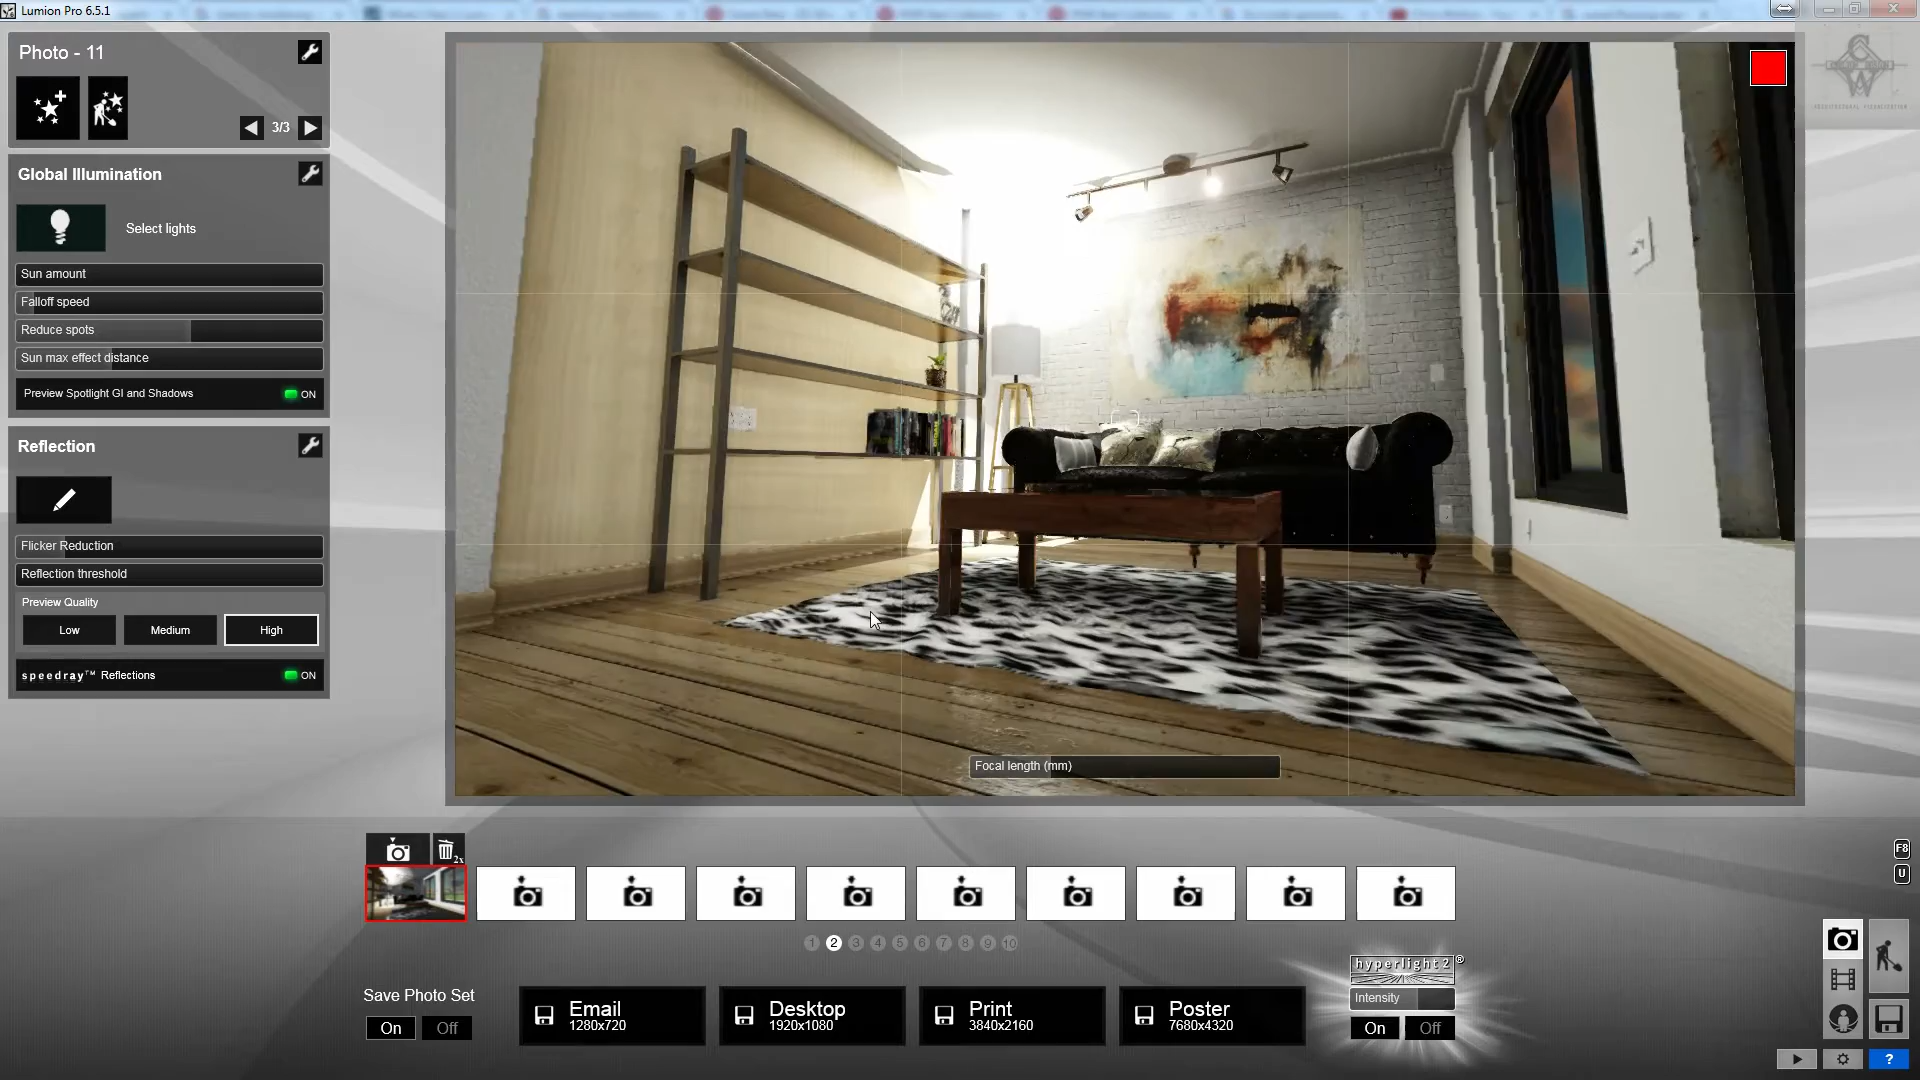 Lumion Pro 6.5.1
Photo - 11
3/3
Global Illumination
Select lights
Sun amount
Falloff speed
Reduce spots
Sun max effect distance
Preview Spotlight GI and Shadows
ON
Reflection
Flicker Reduction
Reflection threshold
Preview Quality
Low
Medium
High
speedray™ Reflections
ON
Focal length (mm)
2x
F8
U
1 2 3 4 5 6 7 8 9 10
Save Photo Set
On
Off
Email
1280x720
Desktop
1920x1080
Print
3840x2160
Poster
7680x4320
hyperlight2®
Intensity
On
Off
?